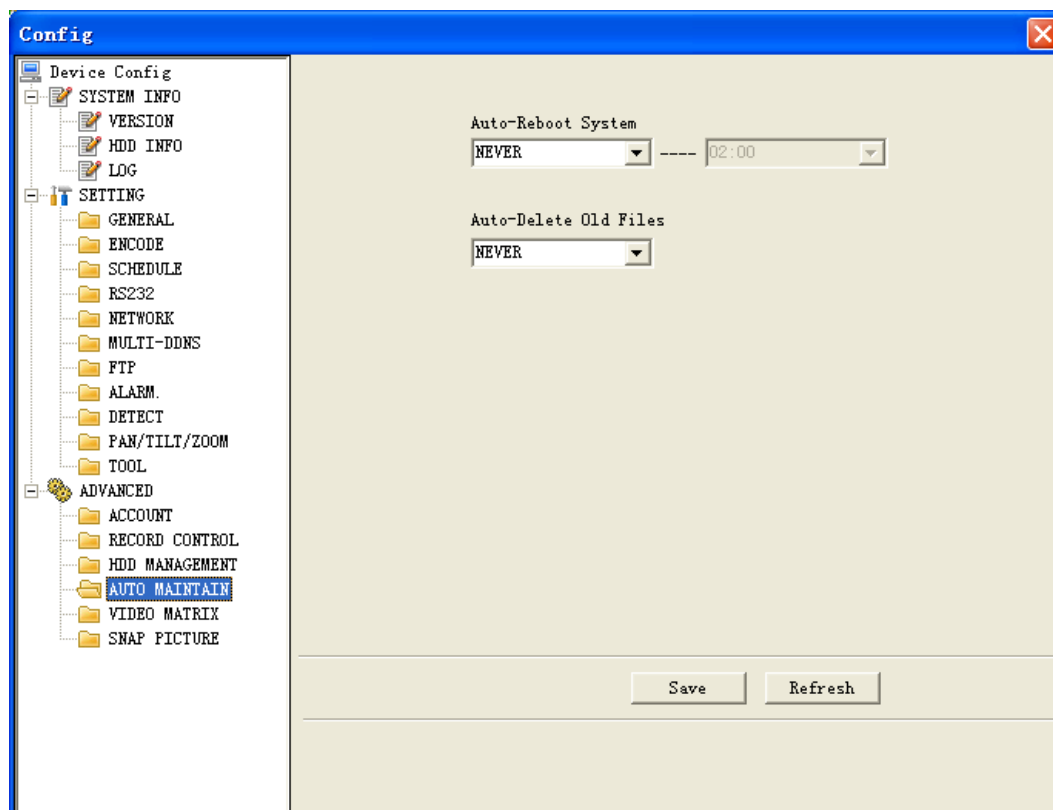 Config
Device Config
SYSTEM INFO
VERSION
HDD INFO
LOG
SETTING
GENERAL
ENCODE
SCHEDULE
RS232
NETWORK
MULTI-DDNS
FTP
ALARM.
DETECT
PAN/TILT/ZOOM
TOOL
ADVANCED
ACCOUNT
RECORD CONTROL
HDD MANAGEMENT
AUTO MAINTAIN
VIDEO MATRIX
SNAP PICTURE
Auto-Reboot System
NEVER ---- 02:00
Auto-Delete Old Files
NEVER
Save Refresh